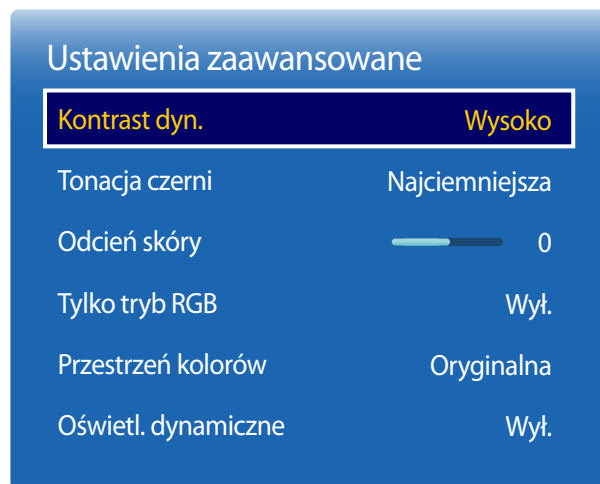 Ustawienia zaawansowane
Kontrast dyn. Wysoko
Tonacja czerni Najciemniejsza
Odcień skóry 0
Tylko tryb RGB Wył.
Przestrzeń kolorów Oryginalna
Oświetl. dynamiczne Wył.